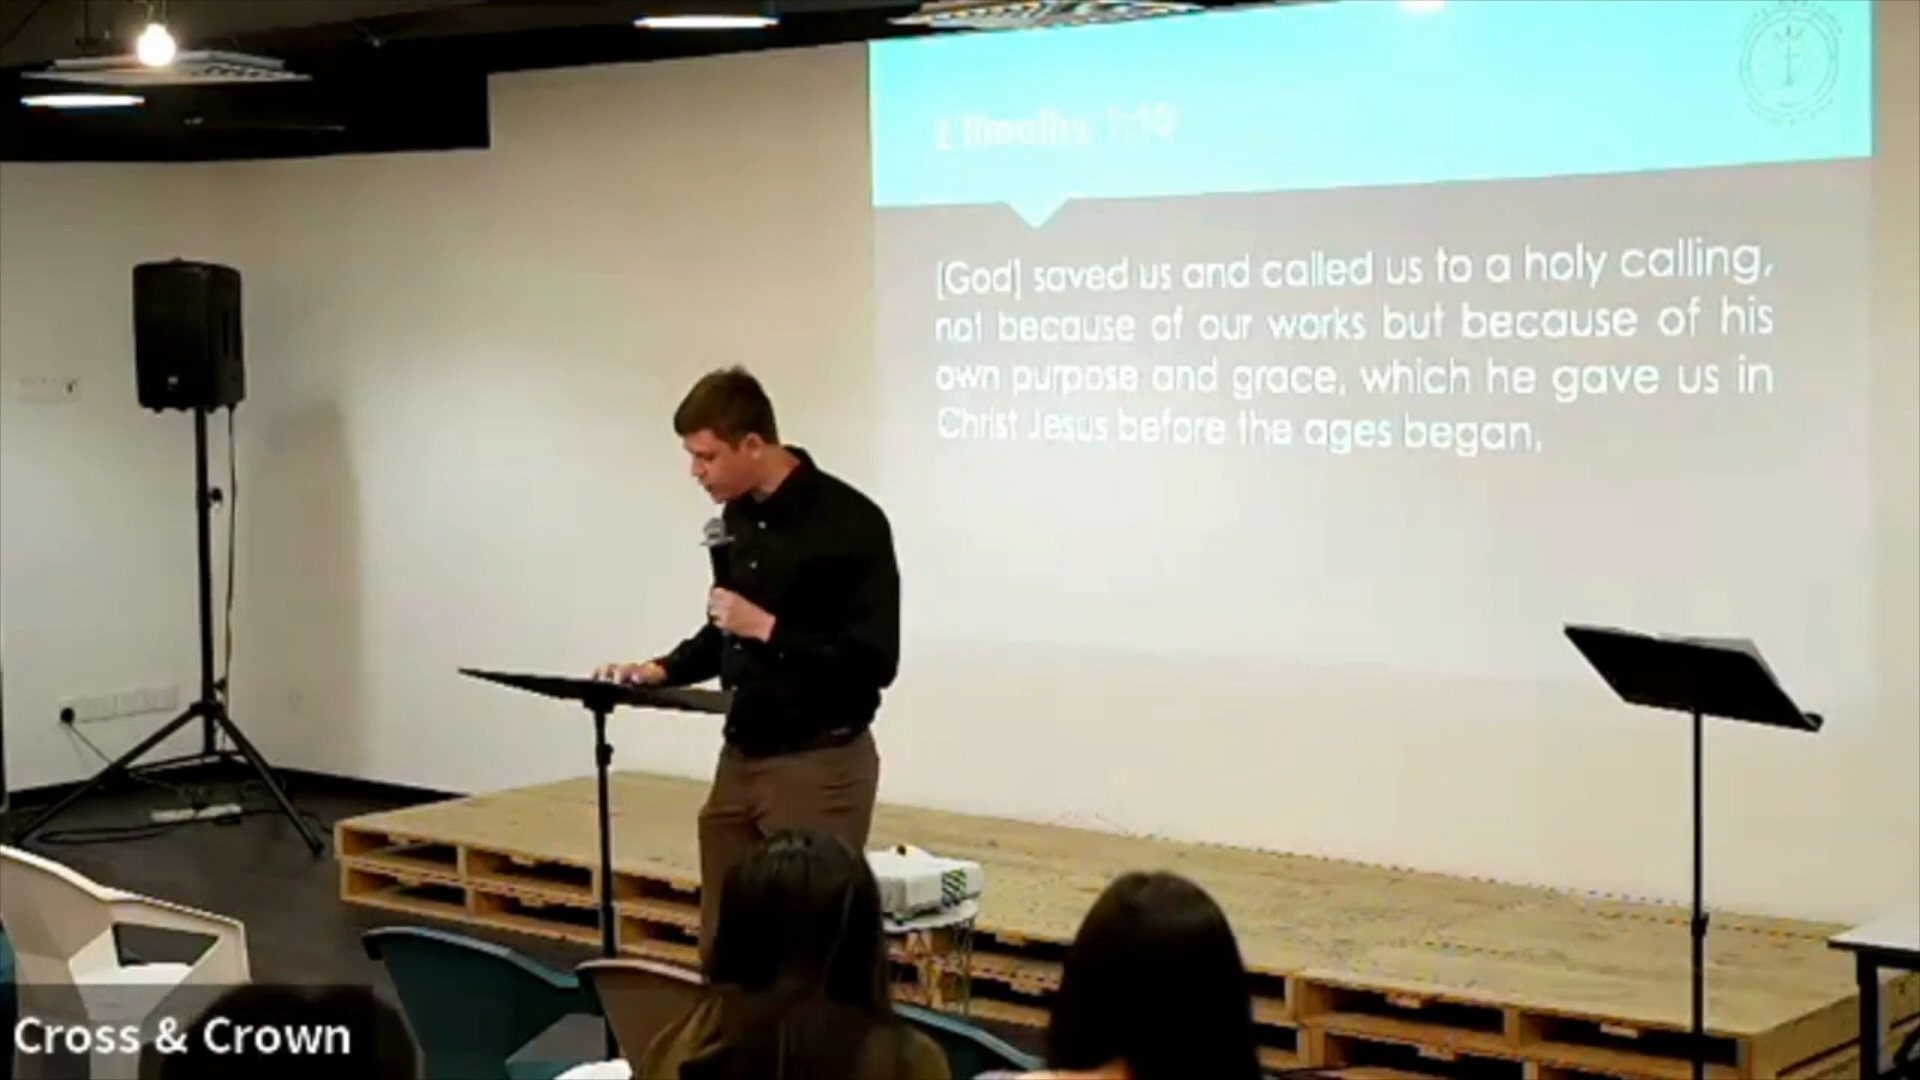 [God] saved us and called us to a holy calling,
not because of our works but because of his
own purpose and grace, which he gave us in
Christ Jesus before the ages began,
Cross & Crown